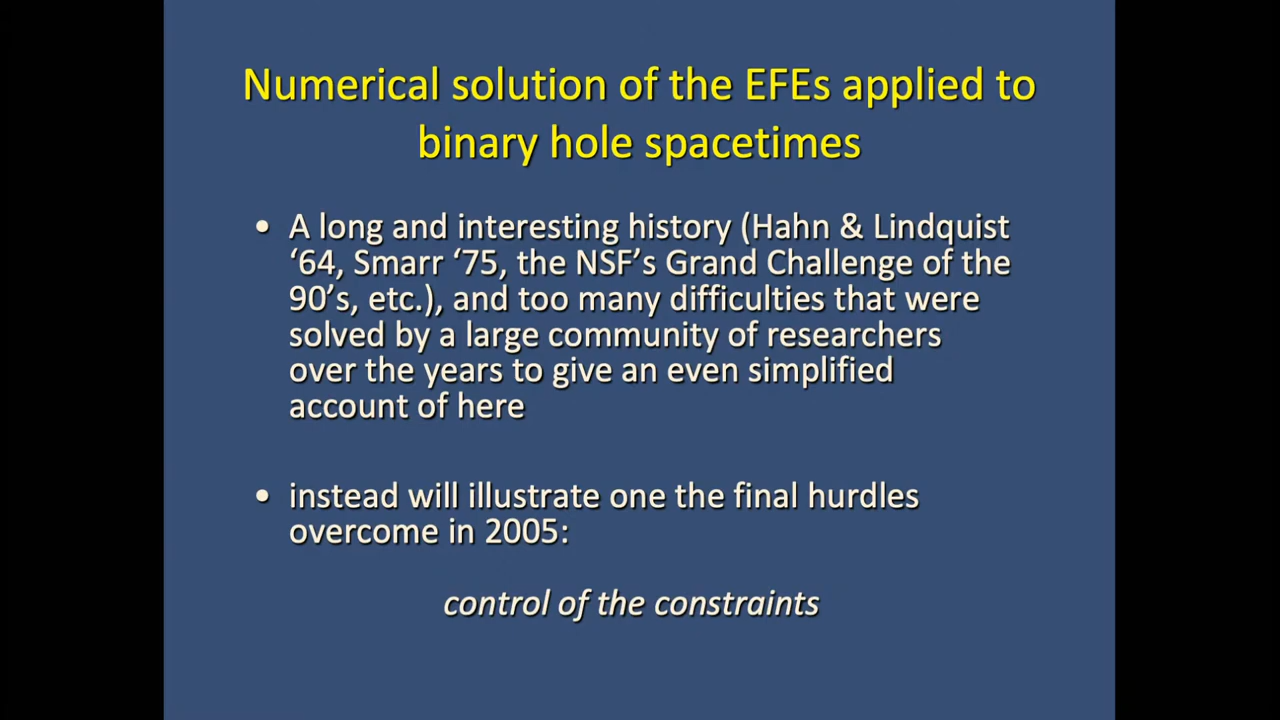 Numerical solution of the EFEs applied to
binary hole spacetimes
• A long and interesting history (Hahn & Lindquist
‘64, Smarr ‘75, the NSF’s Grand Challenge of the
90’s, etc.), and too many difficulties that were
solved by a large community of researchers
over the years to give an even simplified
account of here
• instead will illustrate one the final hurdles
overcome in 2005:
control of the constraints